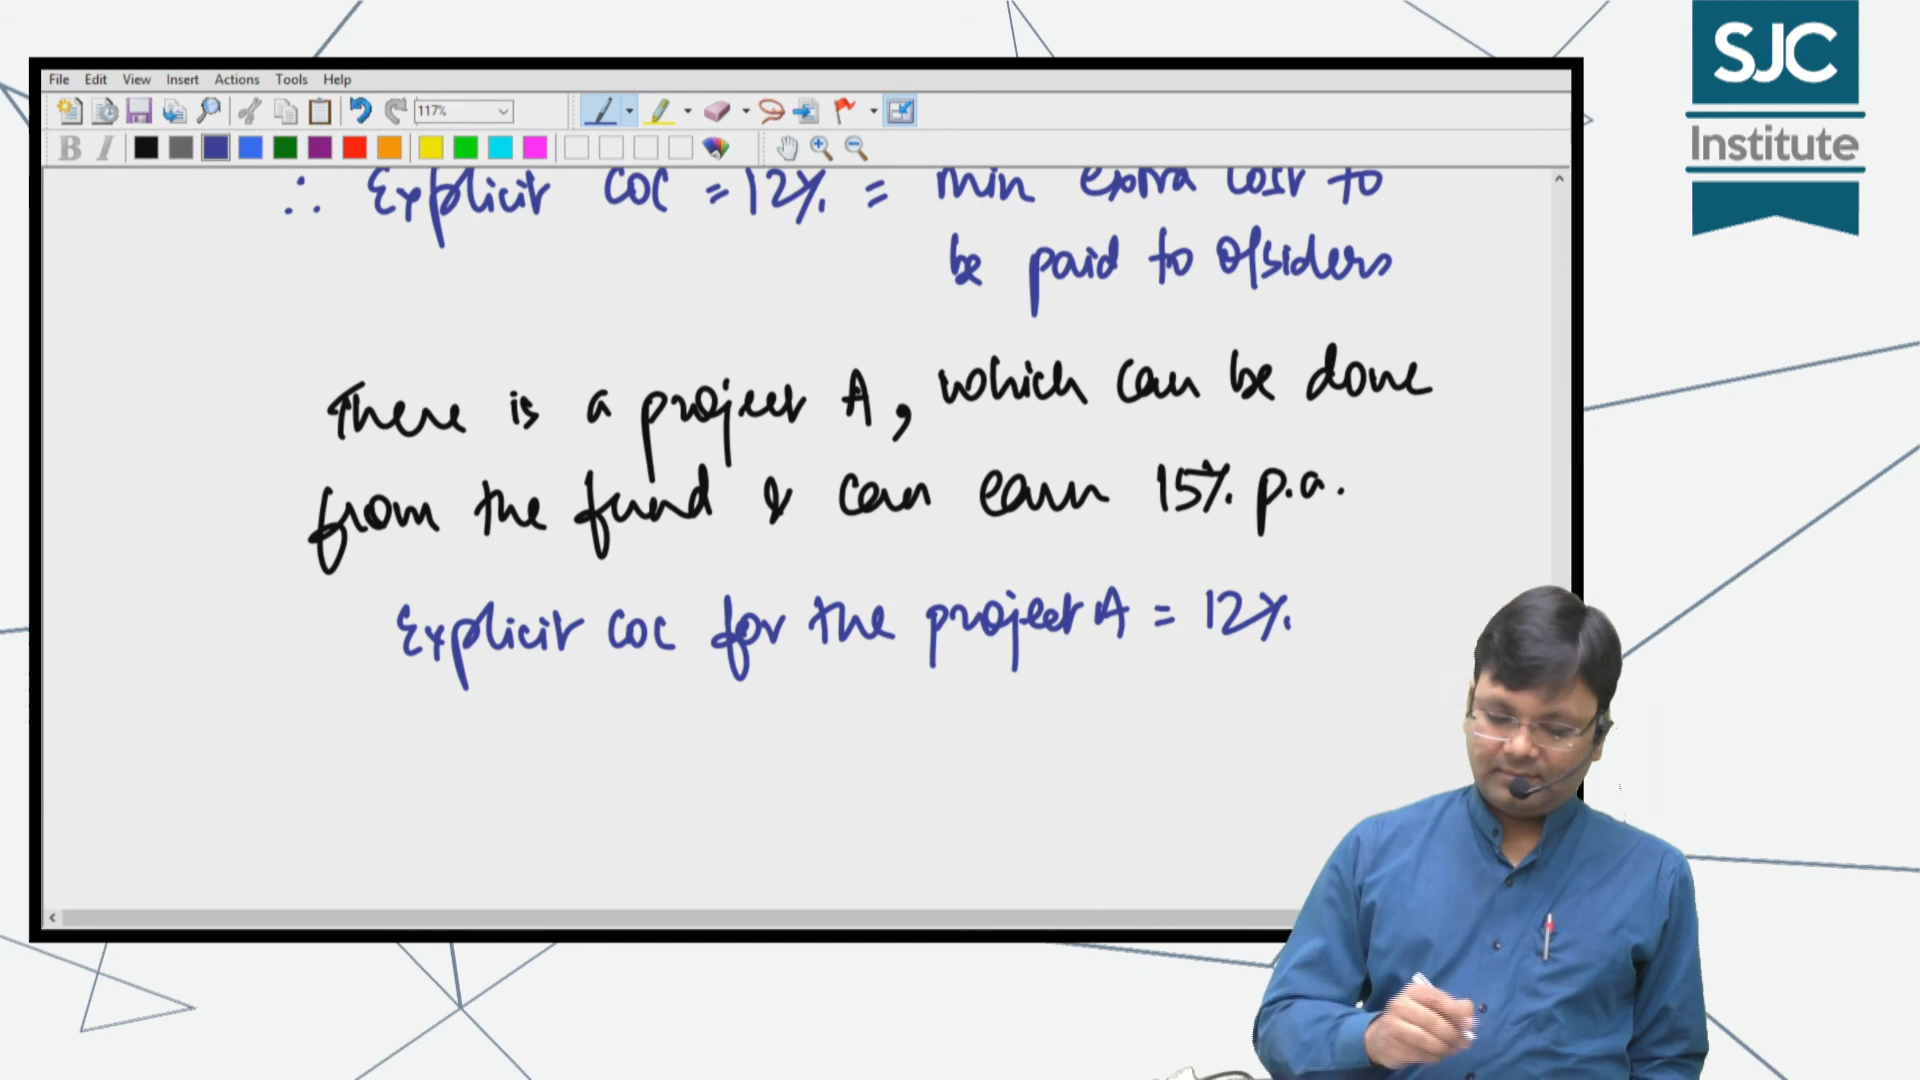 SJC
Institute
File Edit View Insert Actions Tools Help
117%
B I
∴ Explicit COC = 12% = min extra cost to
be paid to o/siders
There is a project A, which can be done
from the fund & can earn 15% p.a.
Explicit COC for the project A = 12%